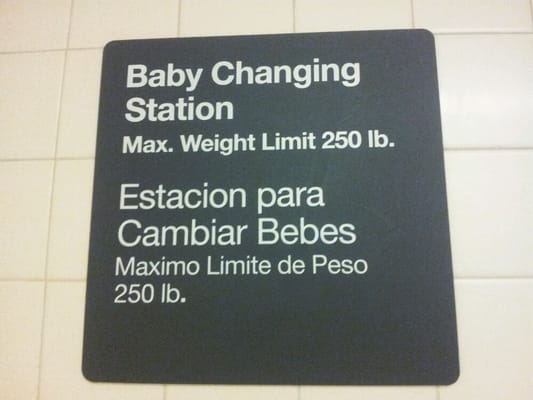 Baby Changing
Station
Max. Weight Limit 250 lb.
Estacion para
Cambiar Bebes
Maximo Limite de Peso
250 lb.